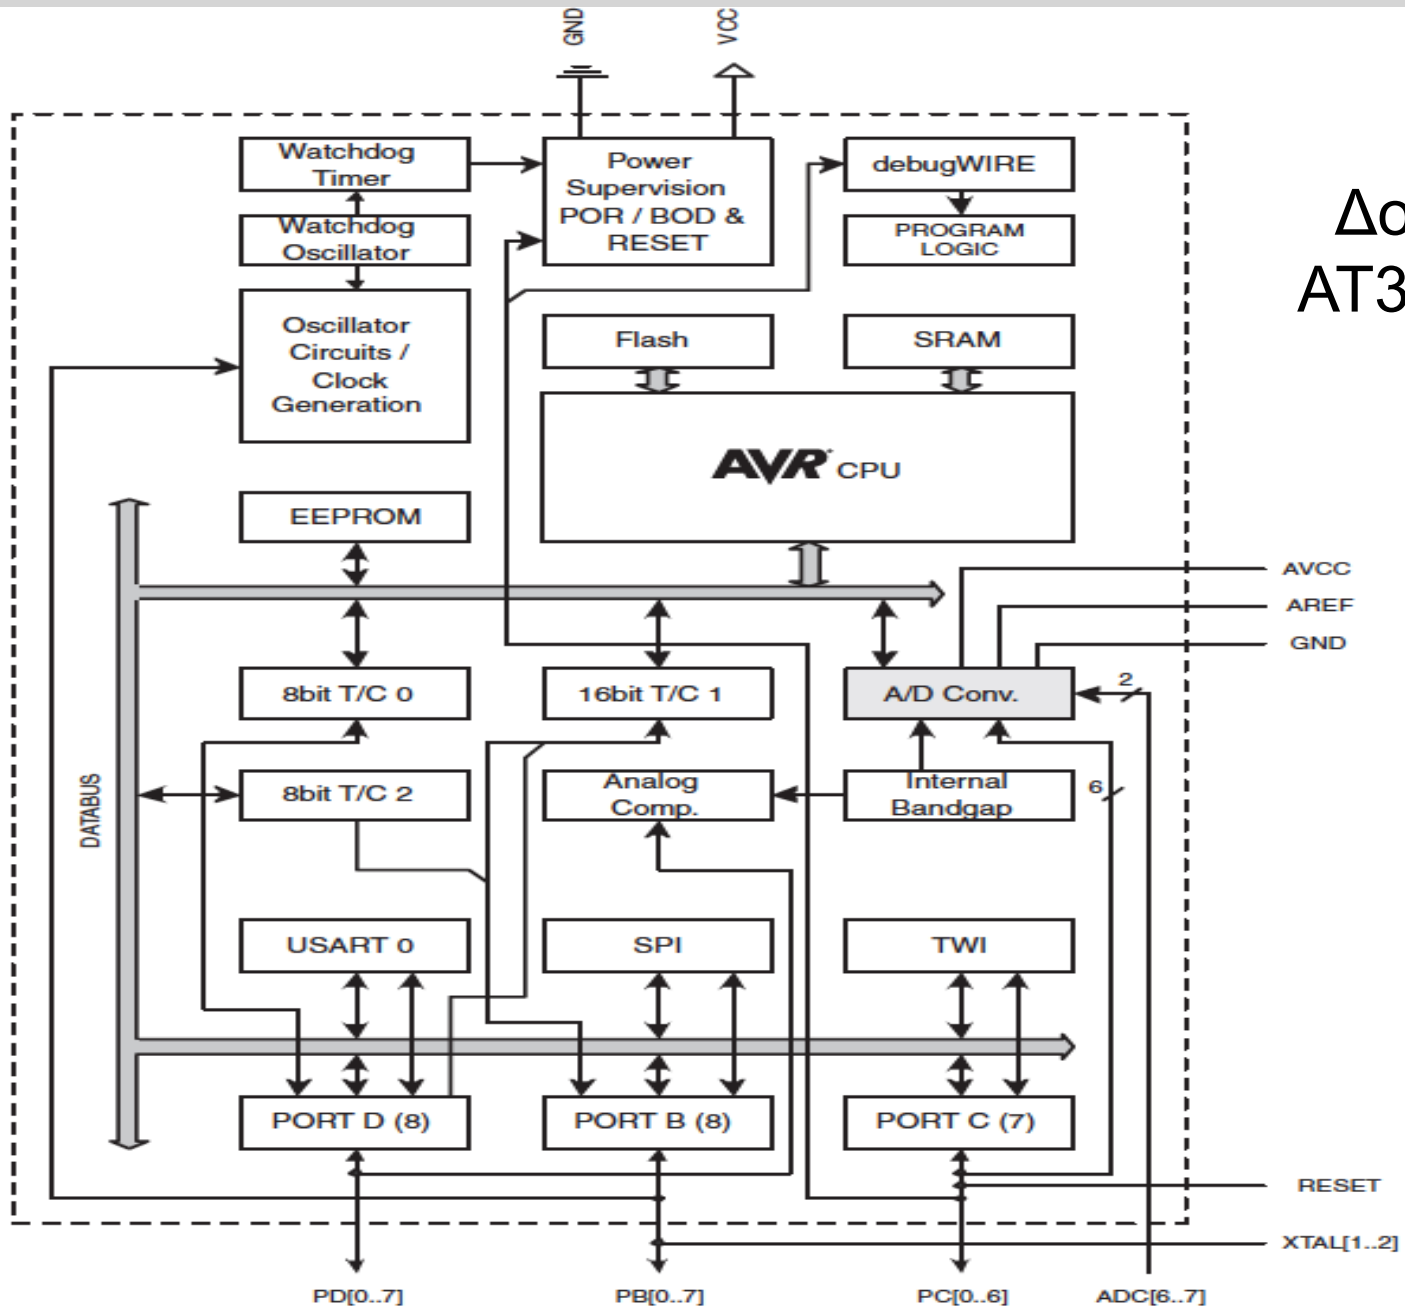 GND
VCC
Watchdog
Timer
Power
Supervision
POR / BOD &
RESET
debugWIRE
Watchdog
Oscillator
PROGRAM
LOGIC
Oscillator
Circuits /
Clock
Generation
Flash
SRAM
AVR CPU
EEPROM
AVCC
AREF
GND
8bit T/C 0
16bit T/C 1
A/D Conv.
2
DATABUS
8bit T/C 2
Analog
Comp.
Internal
Bandgap
6
USART 0
SPI
TWI
PORT D (8)
PORT B (8)
PORT C (7)
RESET
XTAL[1..2]
PD[0..7]
PB[0..7]
PC[0..6]
ADC[6..7]